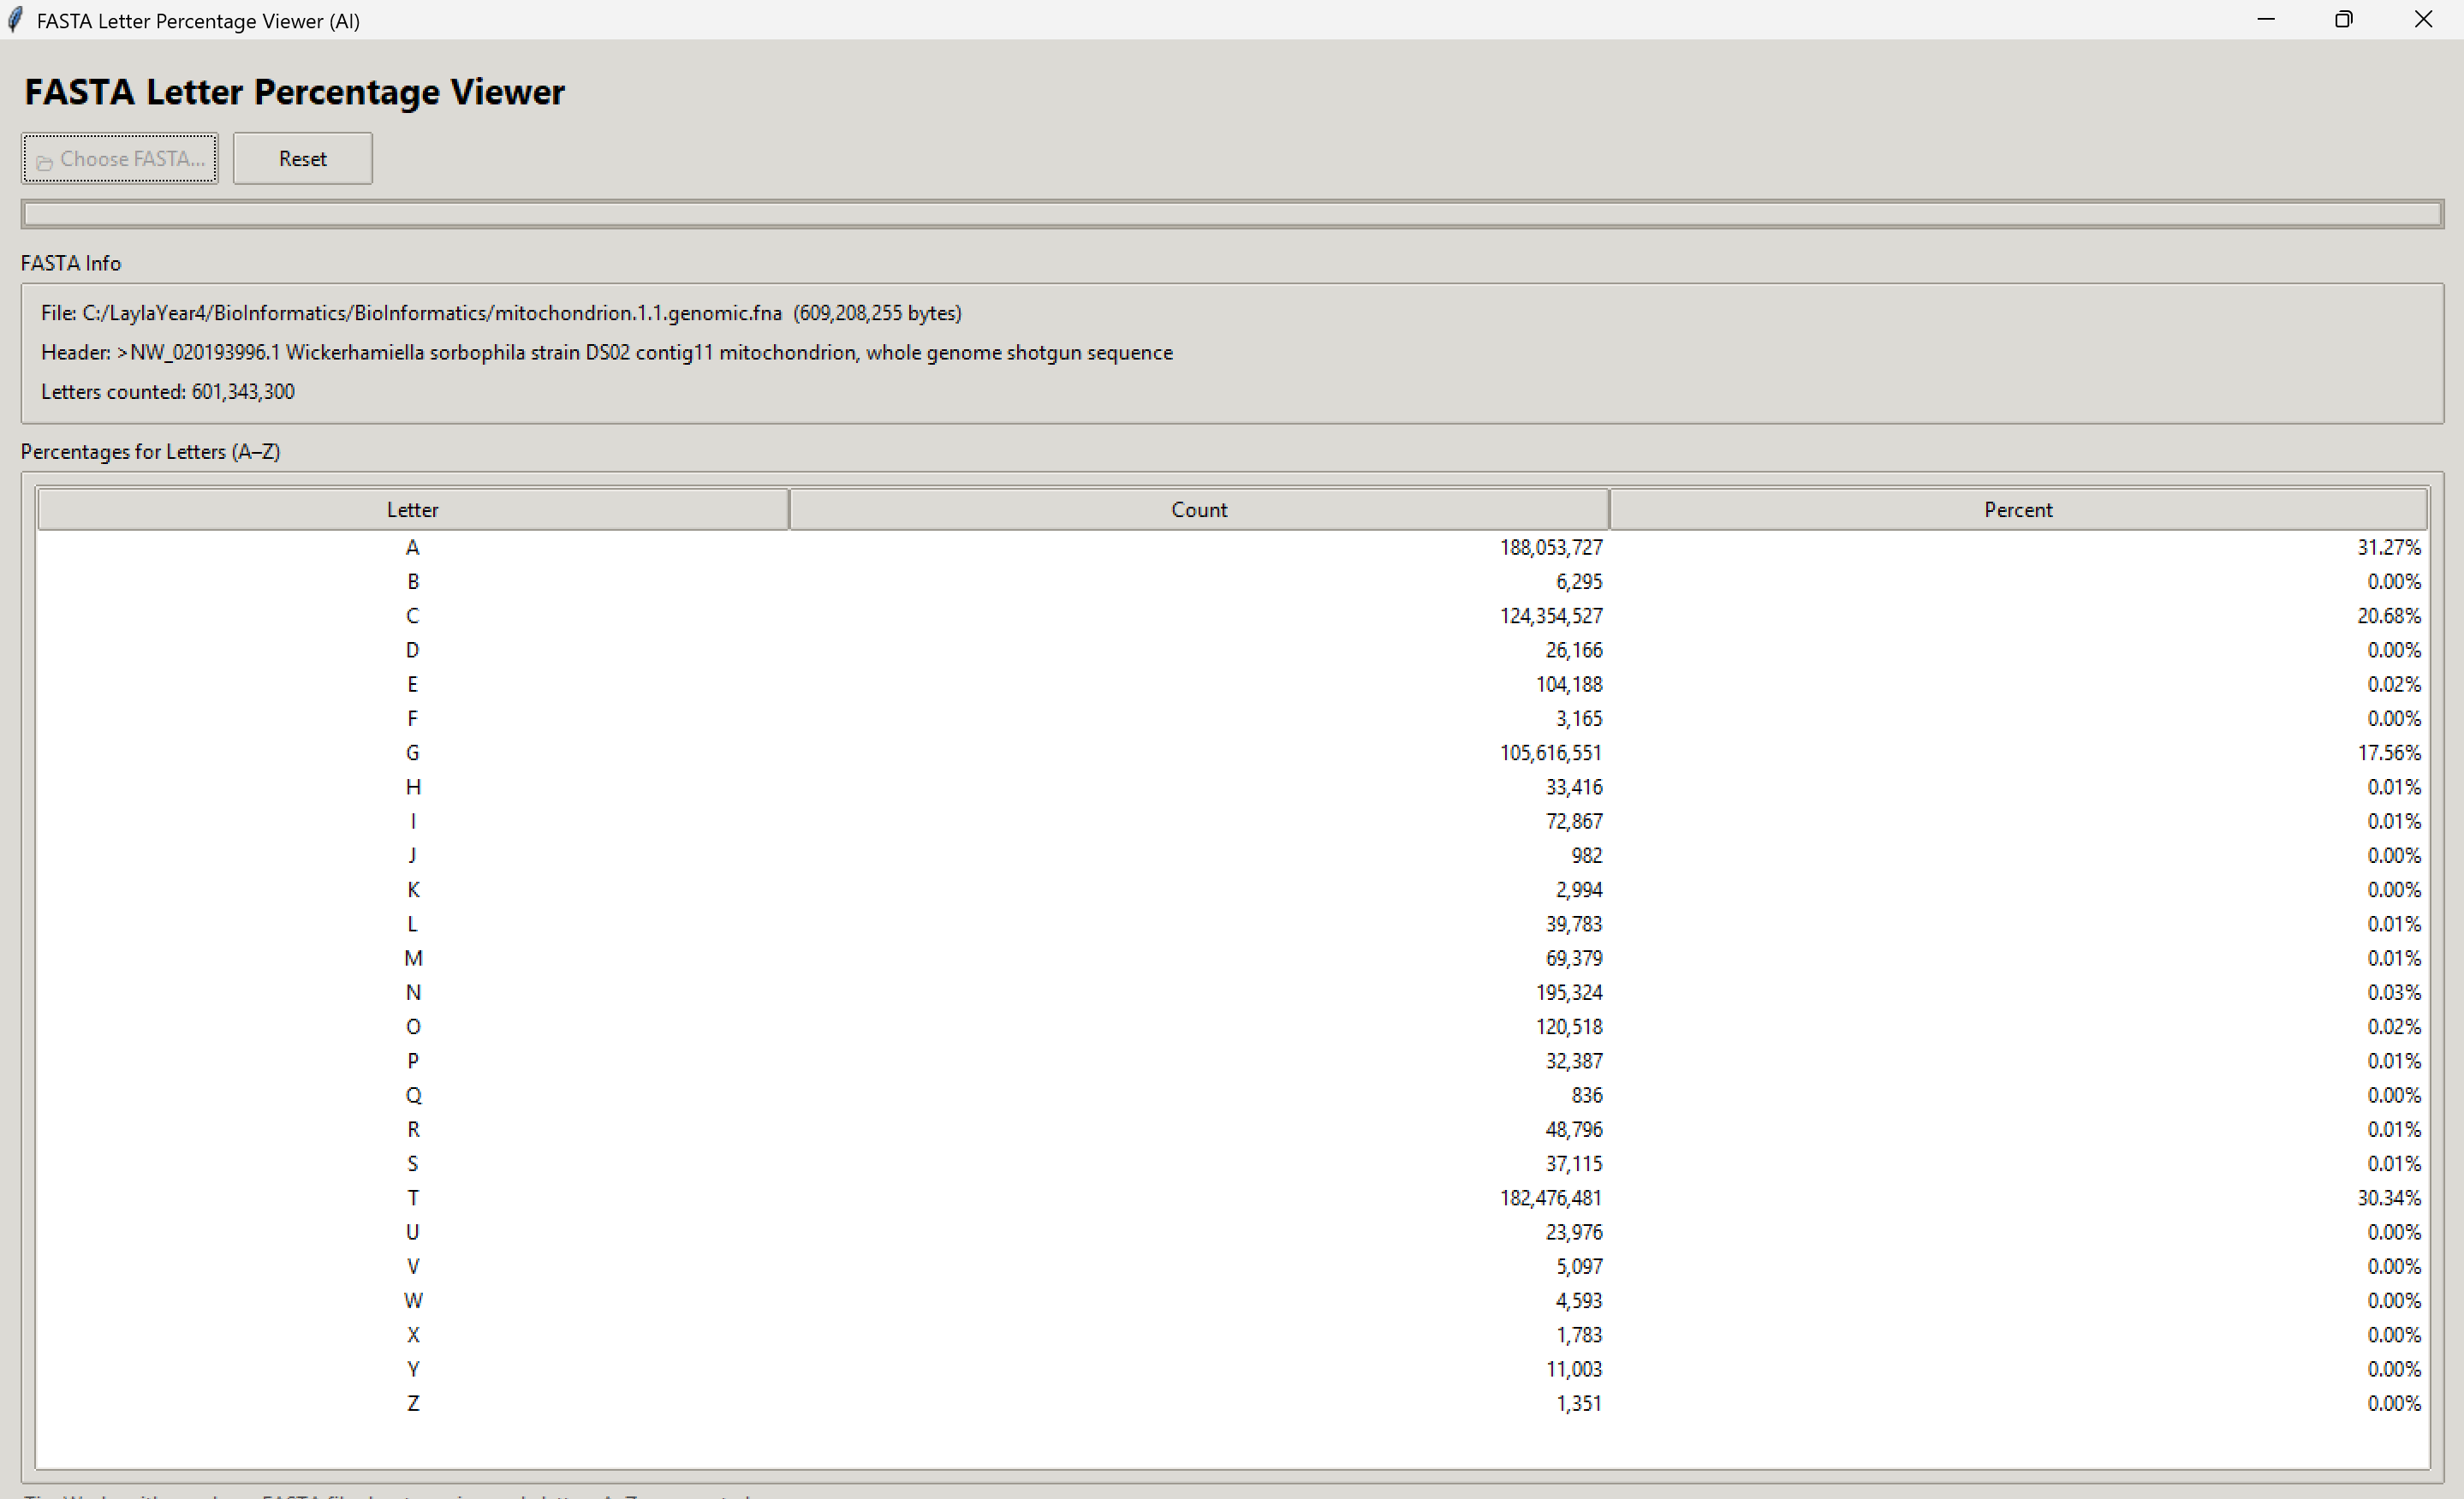 FASTA Letter Percentage Viewer (AI)
FASTA Letter Percentage Viewer
Choose FASTA... Reset
FASTA Info
File: C:/LaylaYear4/BioInformatics/BioInformatics/mitochondrion.1.1.genomic.fna (609,208,255 bytes)
Header: >NW_020193996.1 Wickerhamiella sorbophila strain DS02 contig11 mitochondrion, whole genome shotgun sequence
Letters counted: 601,343,300
Percentages for Letters (A–Z)
Letter Count Percent
A 188,053,727 31.27%
B 6,295 0.00%
C 124,354,527 20.68%
D 26,166 0.00%
E 104,188 0.02%
F 3,165 0.00%
G 105,616,551 17.56%
H 33,416 0.01%
I 72,867 0.01%
J 982 0.00%
K 2,994 0.00%
L 39,783 0.01%
M 69,379 0.01%
N 195,324 0.03%
O 120,518 0.02%
P 32,387 0.01%
Q 836 0.00%
R 48,796 0.01%
S 37,115 0.01%
T 182,476,481 30.34%
U 23,976 0.00%
V 5,097 0.00%
W 4,593 0.00%
X 1,783 0.00%
Y 11,003 0.00%
Z 1,351 0.00%